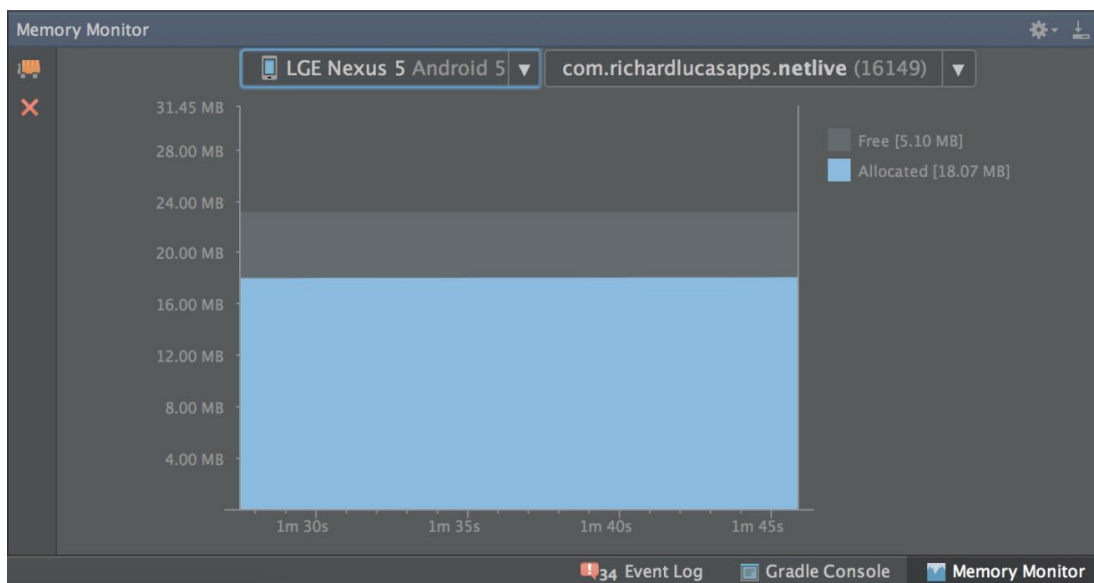 Memory Monitor
LGE Nexus 5 Android 5
com.richardlucasapps.netlive (16149)
31.45 MB
28.00 MB
24.00 MB
20.00 MB
16.00 MB
12.00 MB
8.00 MB
4.00 MB
Free [5.10 MB]
Allocated [18.07 MB]
1m 30s 1m 35s 1m 40s 1m 45s
34 Event Log Gradle Console Memory Monitor